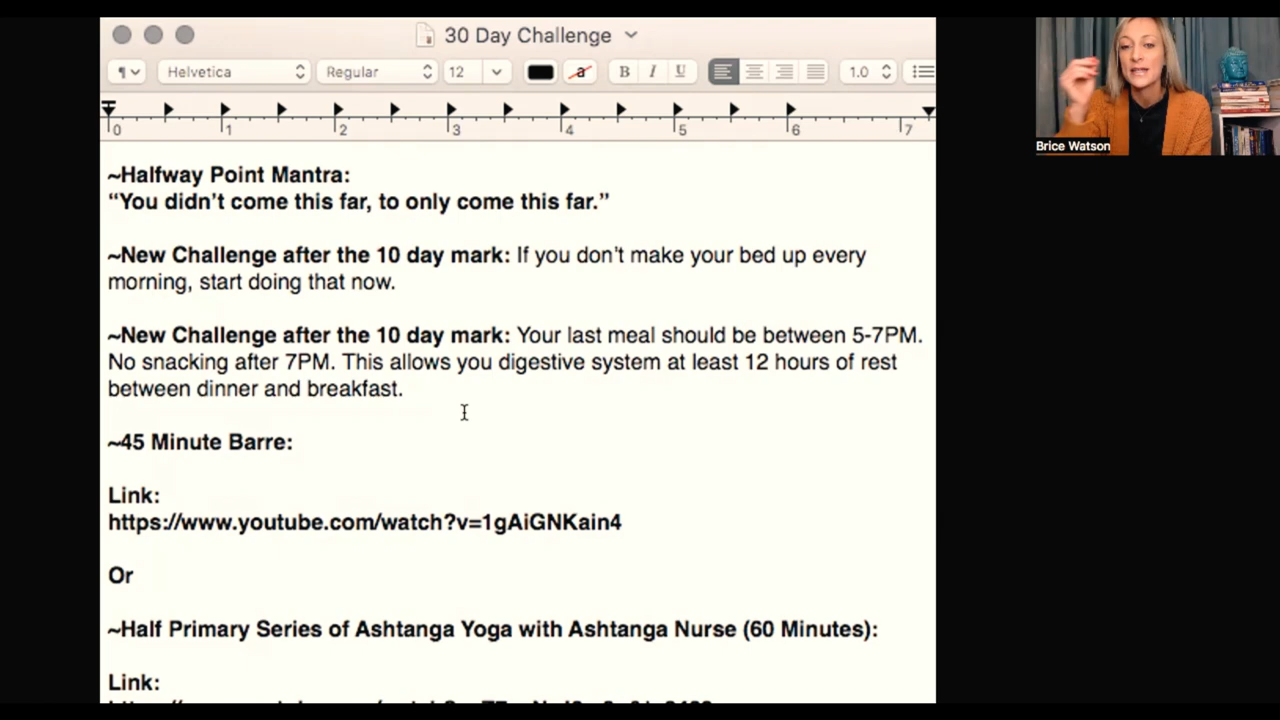 30 Day Challenge
Helvetica Regular 12 a B I U 1.0
0 1 2 3 4 5 6 7
~Halfway Point Mantra:
“You didn’t come this far, to only come this far.”
~New Challenge after the 10 day mark: If you don’t make your bed up every
morning, start doing that now.
~New Challenge after the 10 day mark: Your last meal should be between 5-7PM.
No snacking after 7PM. This allows you digestive system at least 12 hours of rest
between dinner and breakfast.
~45 Minute Barre:
Link:
https://www.youtube.com/watch?v=1gAiGNKain4
Or
~Half Primary Series of Ashtanga Yoga with Ashtanga Nurse (60 Minutes):
Link:
Brice Watson